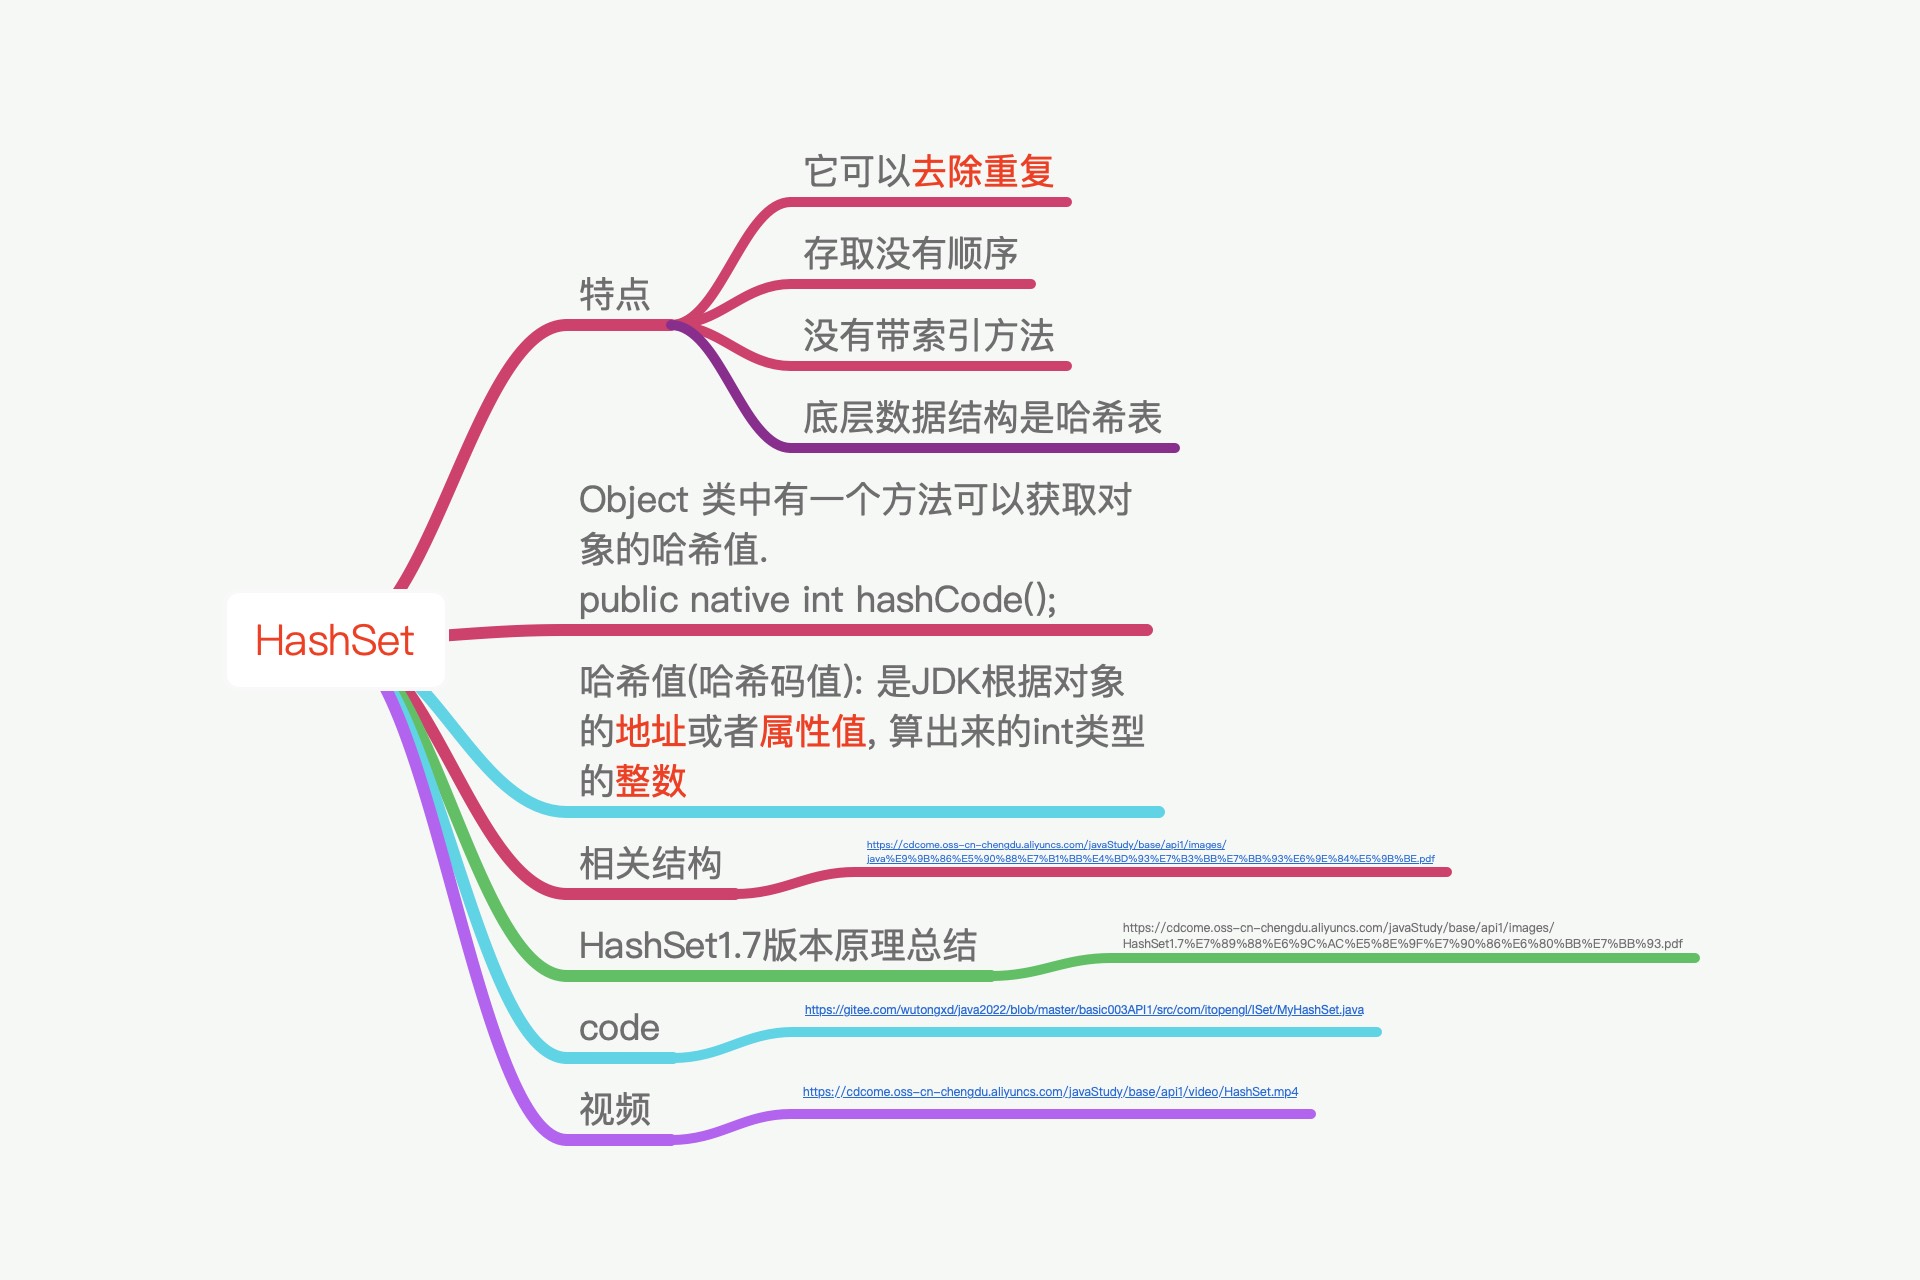 它可以去除重复
存取没有顺序
特点
没有带索引方法
底层数据结构是哈希表
Object 类中有一个方法可以获取对
象的哈希值.
public native int hashCode();
HashSet
哈希值(哈希码值): 是JDK根据对象
的地址或者属性值, 算出来的int类型
的整数
相关结构
https://cdcome.oss-cn-chengdu.aliyuncs.com/javaStudy/base/api1/images/
java%E9%9B%86%E5%90%88%E7%B1%BB%E4%BD%93%E7%B3%BB%E7%BB%93%E6%9E%84%E5%9B%BE.pdf
HashSet1.7版本原理总结
https://cdcome.oss-cn-chengdu.aliyuncs.com/javaStudy/base/api1/images/
HashSet1.7%E7%89%88%E6%9C%AC%E5%8E%9F%E7%90%86%E6%80%BB%E7%BB%93.pdf
code
https://gitee.com/wutongxd/java2022/blob/master/basic003API1/src/com/itopengl/ISet/MyHashSet.java
视频
https://cdcome.oss-cn-chengdu.aliyuncs.com/javaStudy/base/api1/video/HashSet.mp4